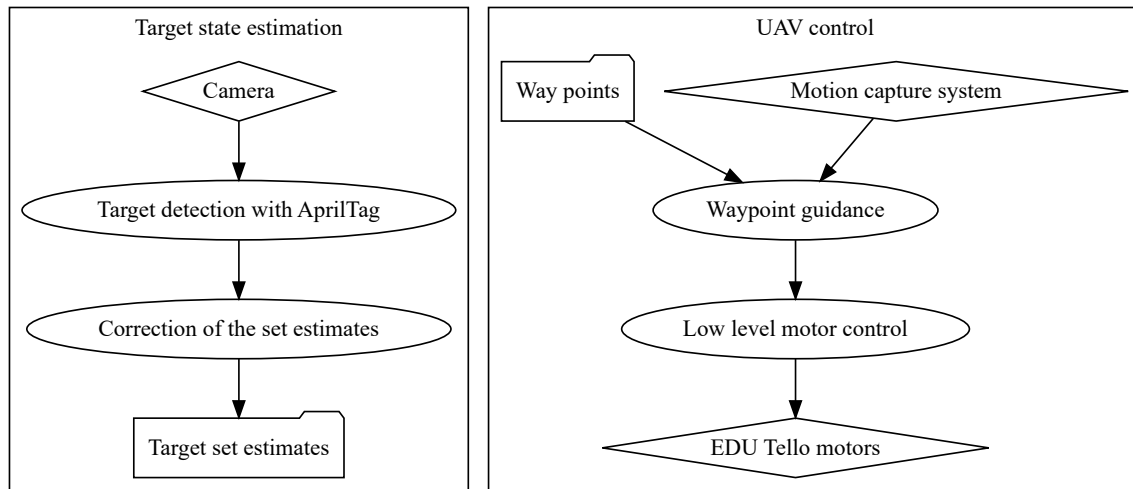 Target state estimation
Camera
Target detection with AprilTag
Correction of the set estimates
Target set estimates
UAV control
Way points
Motion capture system
Waypoint guidance
Low level motor control
EDU Tello motors